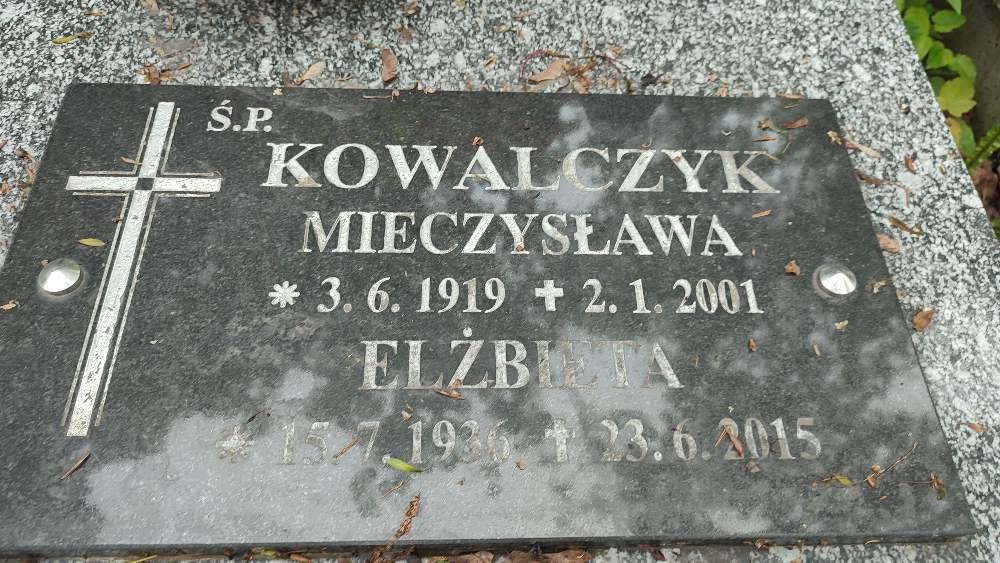 Ś.P.
KOWALCZYK
MIECZYSŁAWA
* 3. 6. 1919 ✝ 2. 1. 2001
ELŻBIETA
* 15. 7. 1936 ✝ 23. 6. 2015